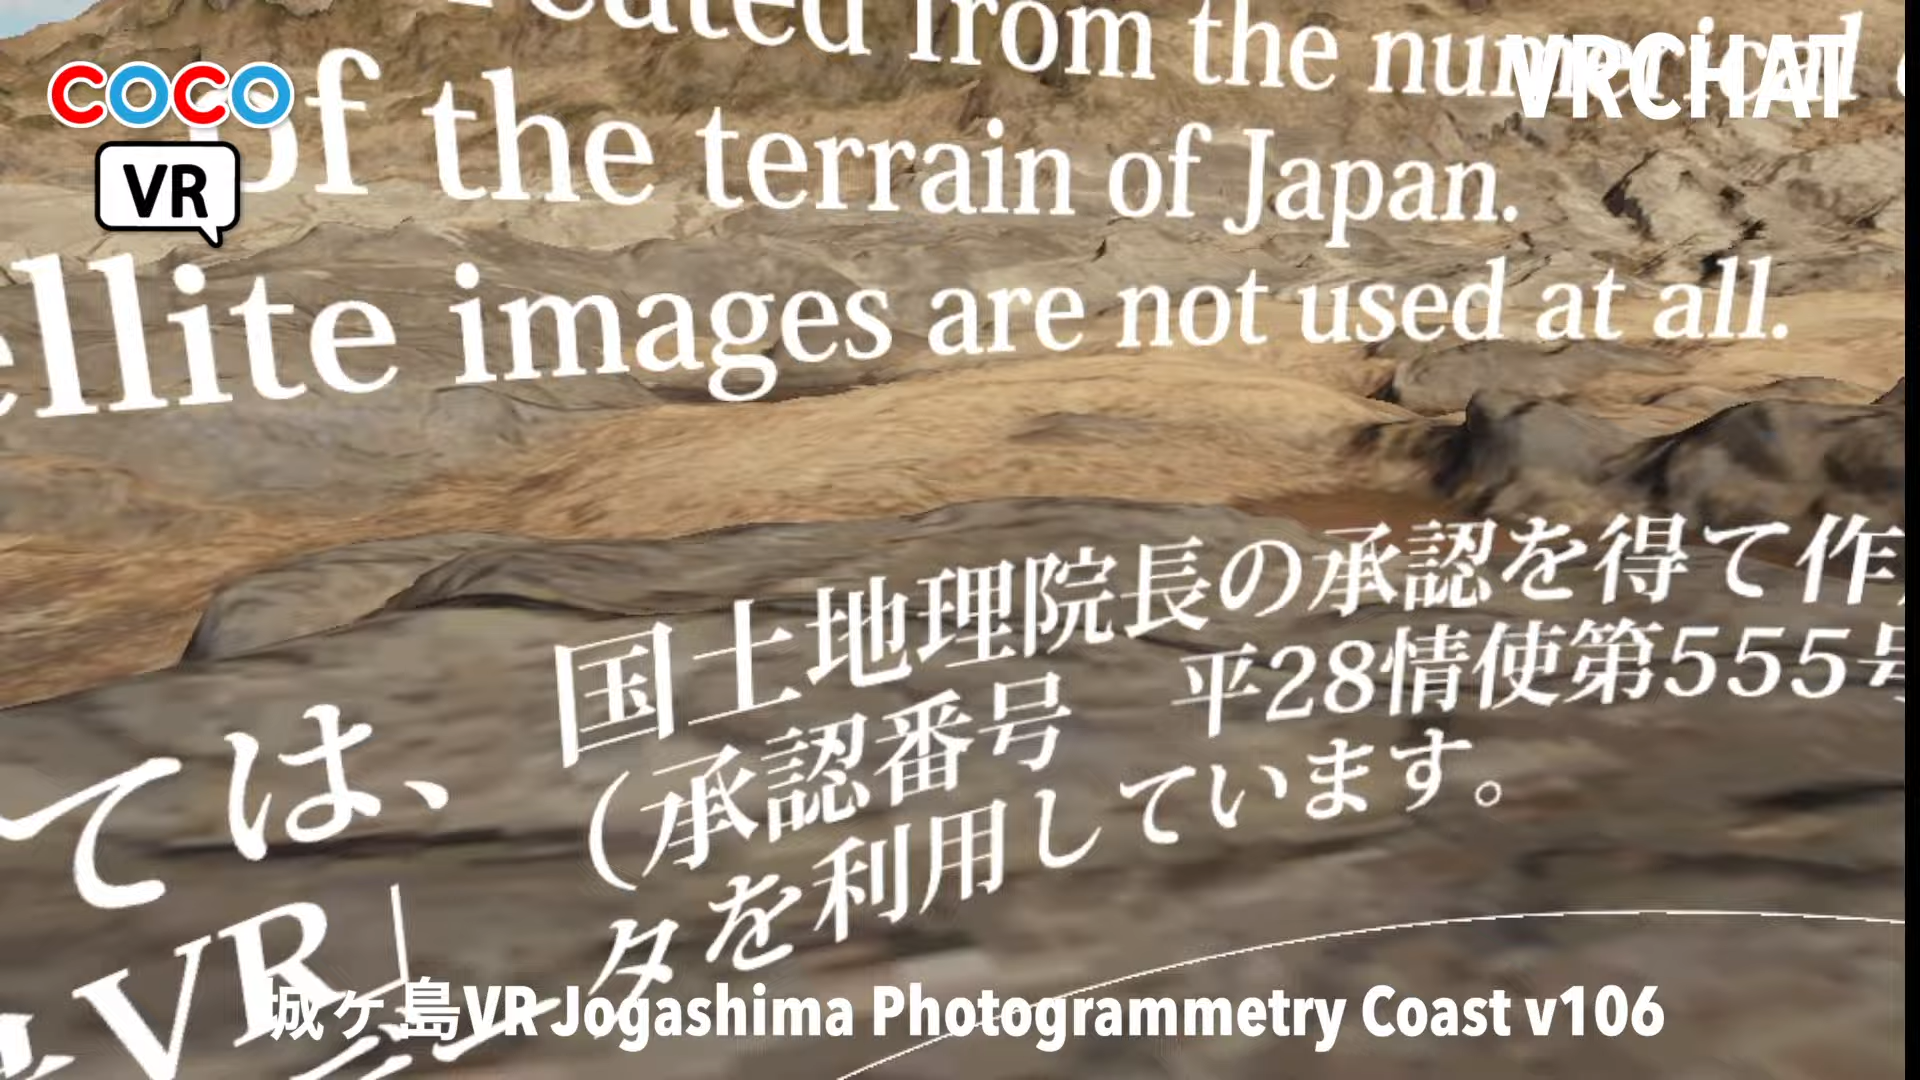 from the numerical
COCO
VRCHAT
of the terrain of Japan.
VR
images are not used at all.
国土地理院長の承認を得て作
ては、
(承認番号 平28情使第555号
タを利用しています。
VR」
城ヶ島VR Jogashima Photogrammetry Coast v106